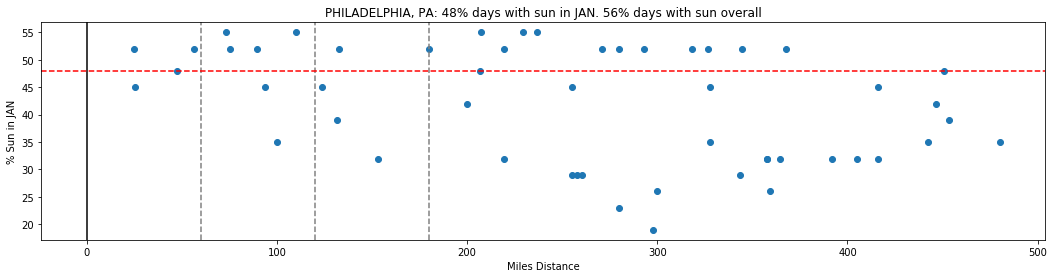 PHILADELPHIA, PA: 48% days with sun in JAN. 56% days with sun overall
55
50
45
40
35
30
25
20
% Sun in JAN
0 100 200 300 400 500
Miles Distance